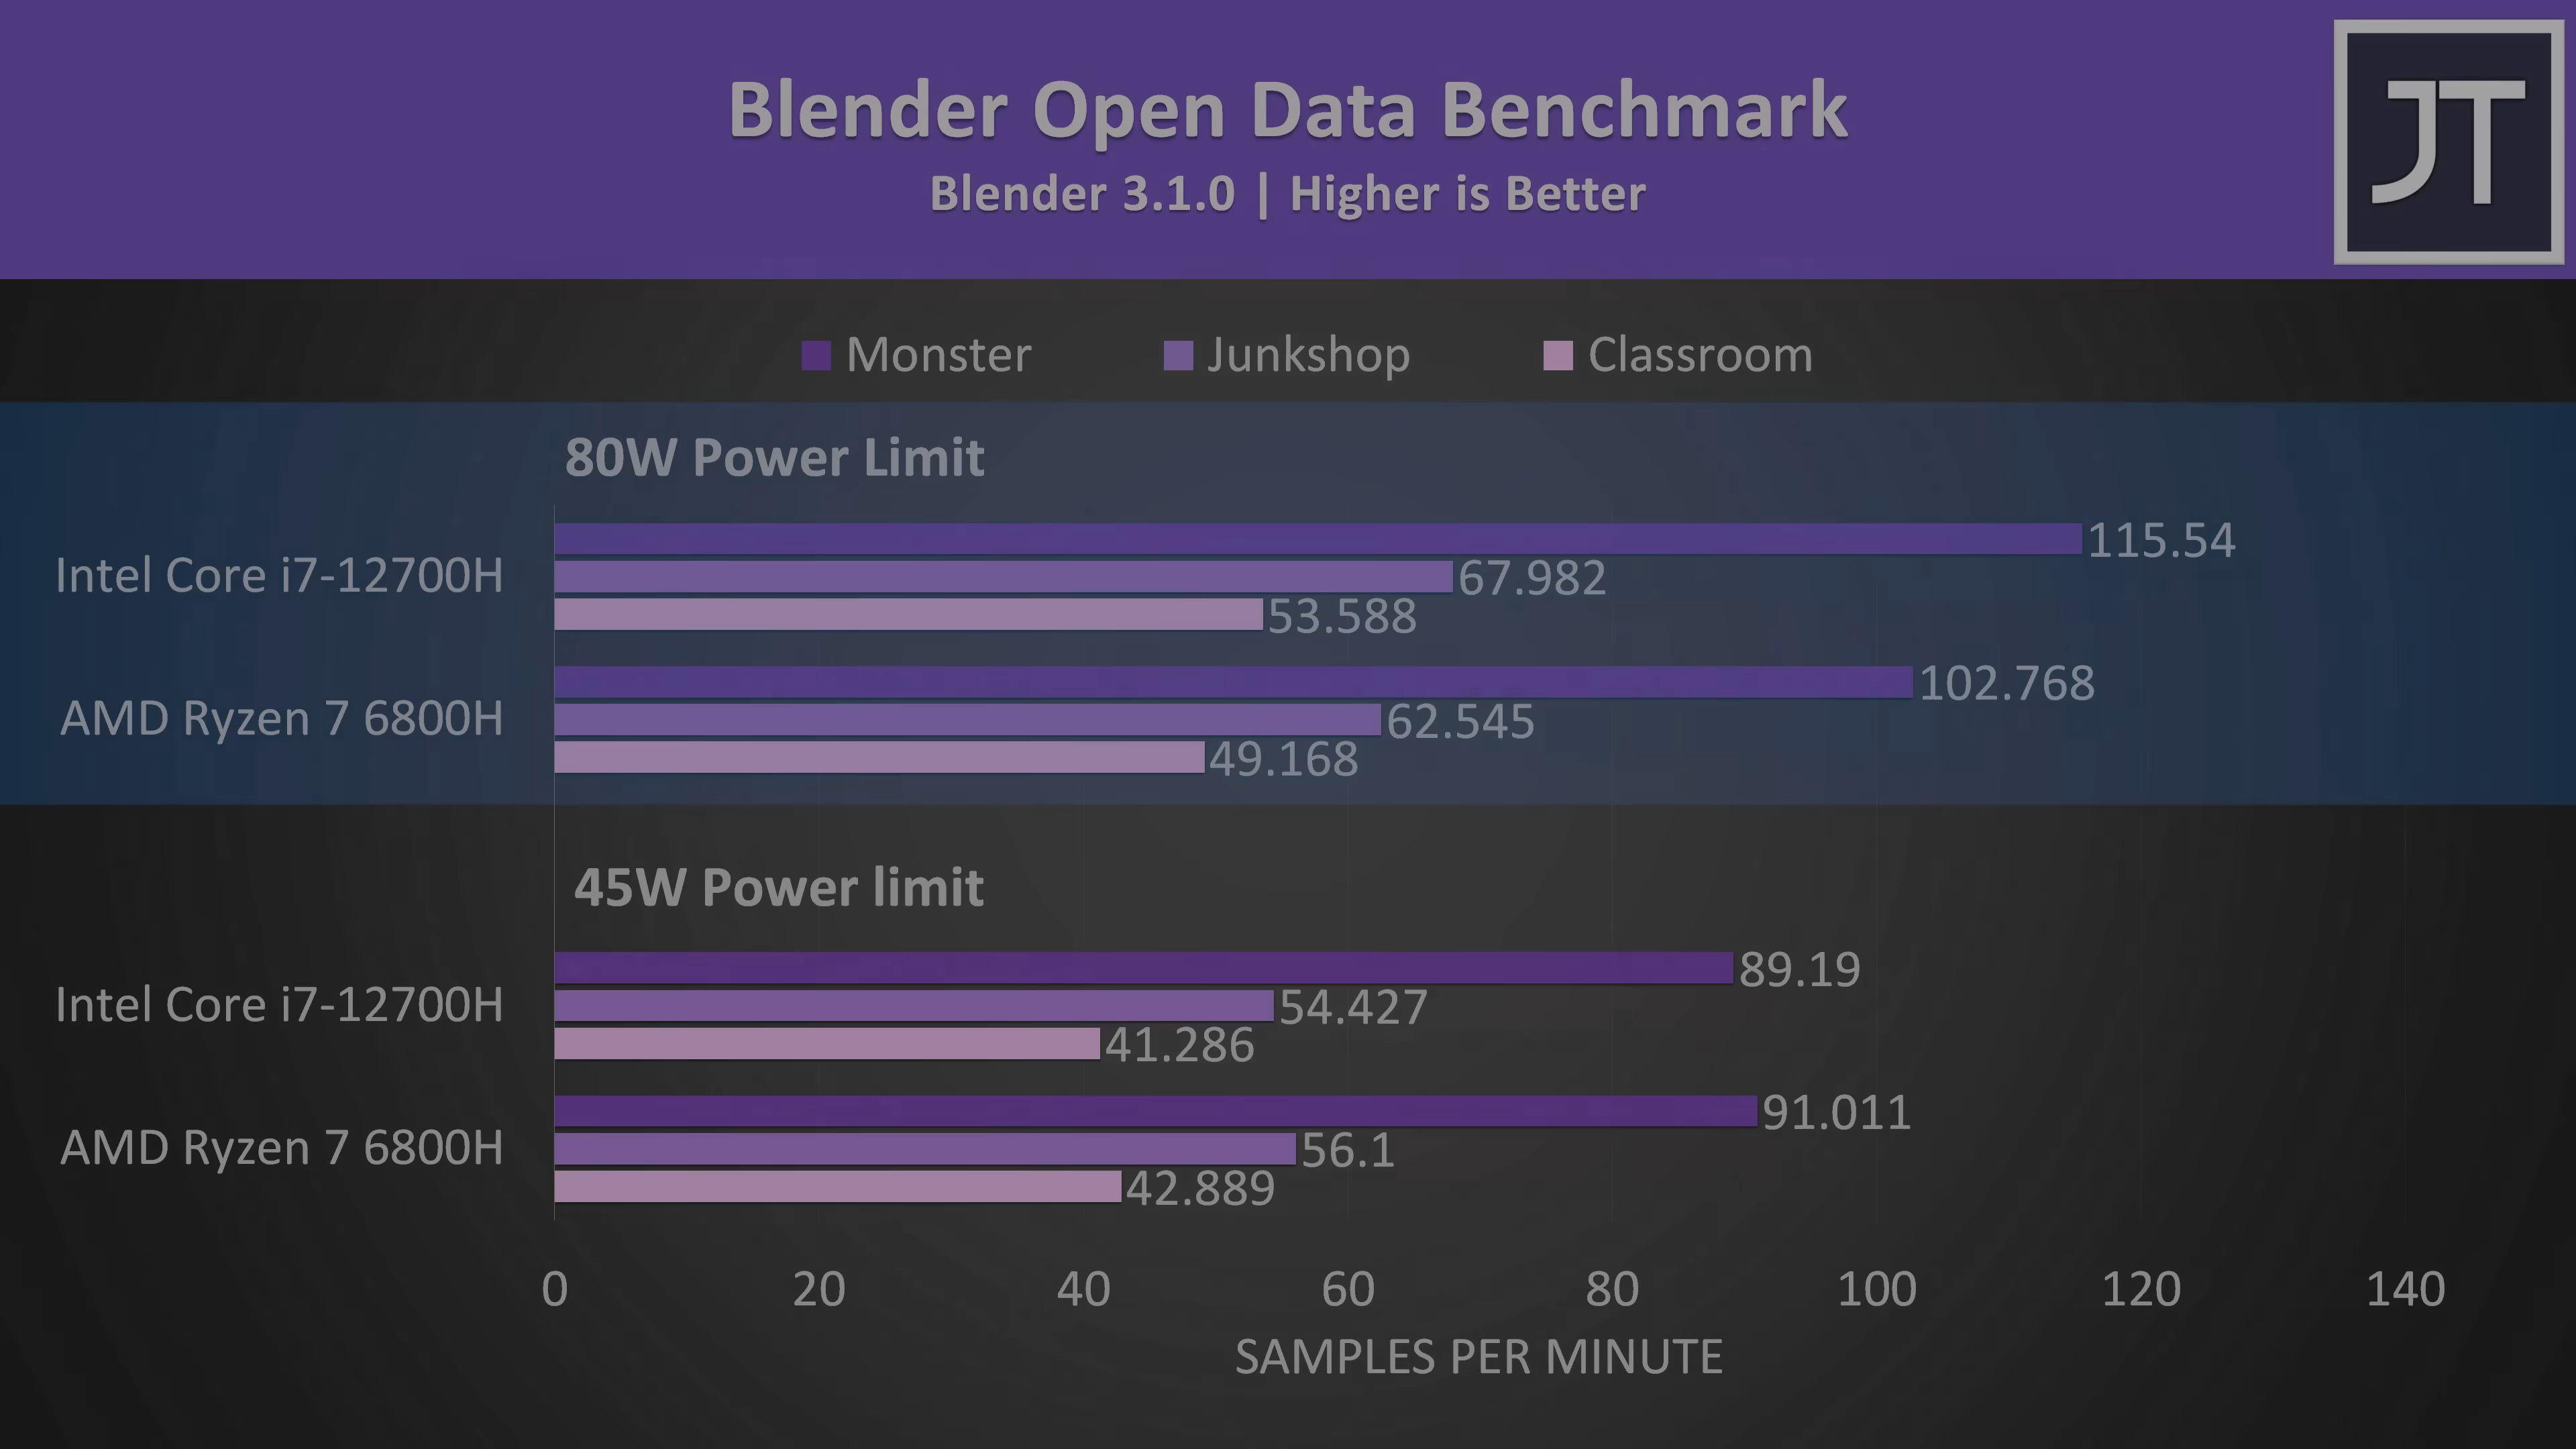 Blender Open Data Benchmark
Blender 3.1.0 | Higher is Better
JT
Monster
Junkshop
Classroom
80W Power Limit
Intel Core i7-12700H
115.54
67.982
53.588
AMD Ryzen 7 6800H
102.768
62.545
49.168
45W Power limit
Intel Core i7-12700H
89.19
54.427
41.286
AMD Ryzen 7 6800H
91.011
56.1
42.889
0 20 40 60 80 100 120 140
SAMPLES PER MINUTE